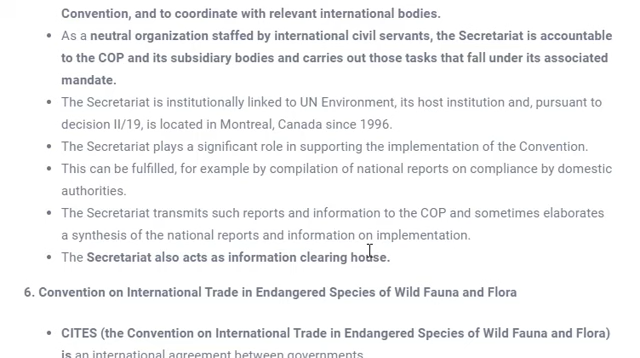 Convention, and to coordinate with relevant international bodies.
• As a neutral organization staffed by international civil servants, the Secretariat is accountable
to the COP and its subsidiary bodies and carries out those tasks that fall under its associated
mandate.
• The Secretariat is institutionally linked to UN Environment, its host institution and, pursuant to
decision II/19, is located in Montreal, Canada since 1996.
• The Secretariat plays a significant role in supporting the implementation of the Convention.
• This can be fulfilled, for example by compilation of national reports on compliance by domestic
authorities.
• The Secretariat transmits such reports and information to the COP and sometimes elaborates
a synthesis of the national reports and information on implementation.
• The Secretariat also acts as information clearing house.
6. Convention on International Trade in Endangered Species of Wild Fauna and Flora
• CITES (the Convention on International Trade in Endangered Species of Wild Fauna and Flora)
is an international agreement between governments.